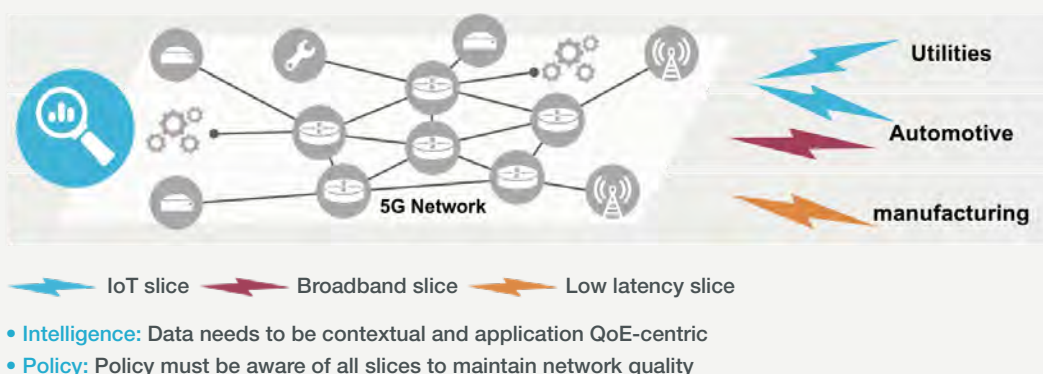 Utilities
Automotive
5G Network
manufacturing
IoT slice Broadband slice Low latency slice
• Intelligence: Data needs to be contextual and application QoE-centric
• Policy: Policy must be aware of all slices to maintain network quality